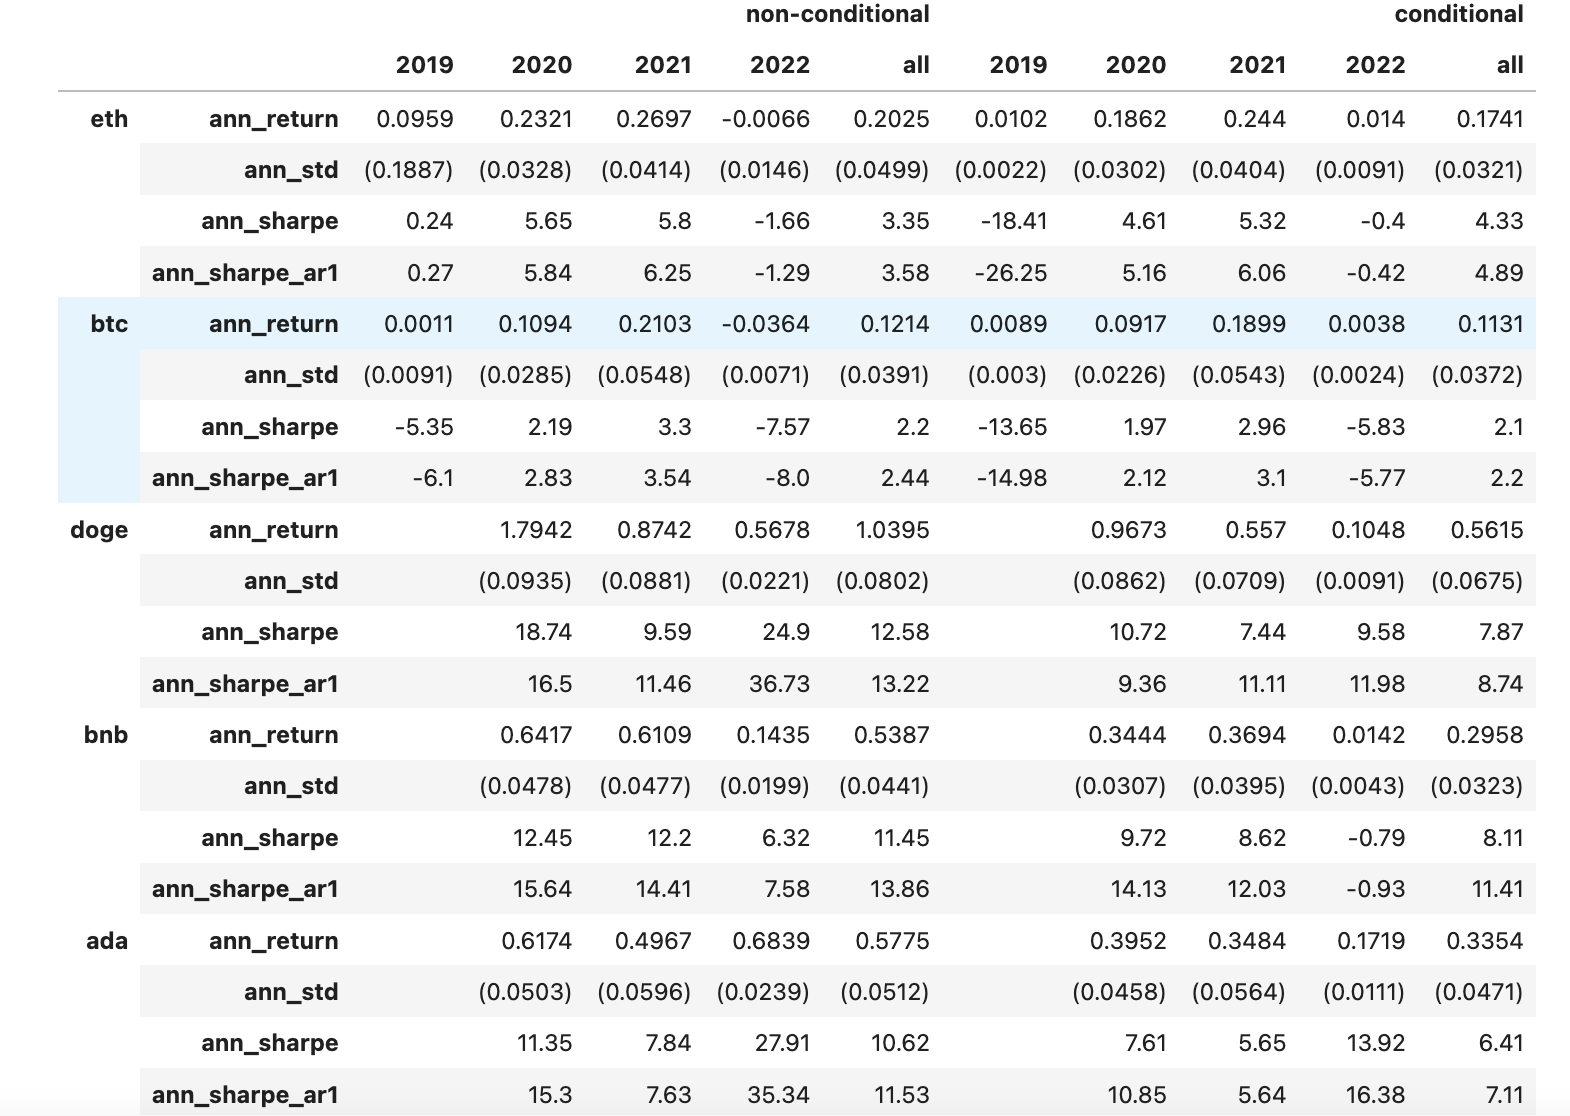 non-conditional conditional
2019 2020 2021 2022 all 2019 2020 2021 2022 all
eth ann_return 0.0959 0.2321 0.2697 -0.0066 0.2025 0.0102 0.1862 0.244 0.014 0.1741
ann_std (0.1887) (0.0328) (0.0414) (0.0146) (0.0499) (0.0022) (0.0302) (0.0404) (0.0091) (0.0321)
ann_sharpe 0.24 5.65 5.8 -1.66 3.35 -18.41 4.61 5.32 -0.4 4.33
ann_sharpe_ar1 0.27 5.84 6.25 -1.29 3.58 -26.25 5.16 6.06 -0.42 4.89
btc ann_return 0.0011 0.1094 0.2103 -0.0364 0.1214 0.0089 0.0917 0.1899 0.0038 0.1131
ann_std (0.0091) (0.0285) (0.0548) (0.0071) (0.0391) (0.003) (0.0226) (0.0543) (0.0024) (0.0372)
ann_sharpe -5.35 2.19 3.3 -7.57 2.2 -13.65 1.97 2.96 -5.83 2.1
ann_sharpe_ar1 -6.1 2.83 3.54 -8.0 2.44 -14.98 2.12 3.1 -5.77 2.2
doge ann_return 1.7942 0.8742 0.5678 1.0395 0.9673 0.557 0.1048 0.5615
ann_std (0.0935) (0.0881) (0.0221) (0.0802) (0.0862) (0.0709) (0.0091) (0.0675)
ann_sharpe 18.74 9.59 24.9 12.58 10.72 7.44 9.58 7.87
ann_sharpe_ar1 16.5 11.46 36.73 13.22 9.36 11.11 11.98 8.74
bnb ann_return 0.6417 0.6109 0.1435 0.5387 0.3444 0.3694 0.0142 0.2958
ann_std (0.0478) (0.0477) (0.0199) (0.0441) (0.0307) (0.0395) (0.0043) (0.0323)
ann_sharpe 12.45 12.2 6.32 11.45 9.72 8.62 -0.79 8.11
ann_sharpe_ar1 15.64 14.41 7.58 13.86 14.13 12.03 -0.93 11.41
ada ann_return 0.6174 0.4967 0.6839 0.5775 0.3952 0.3484 0.1719 0.3354
ann_std (0.0503) (0.0596) (0.0239) (0.0512) (0.0458) (0.0564) (0.0111) (0.0471)
ann_sharpe 11.35 7.84 27.91 10.62 7.61 5.65 13.92 6.41
ann_sharpe_ar1 15.3 7.63 35.34 11.53 10.85 5.64 16.38 7.11